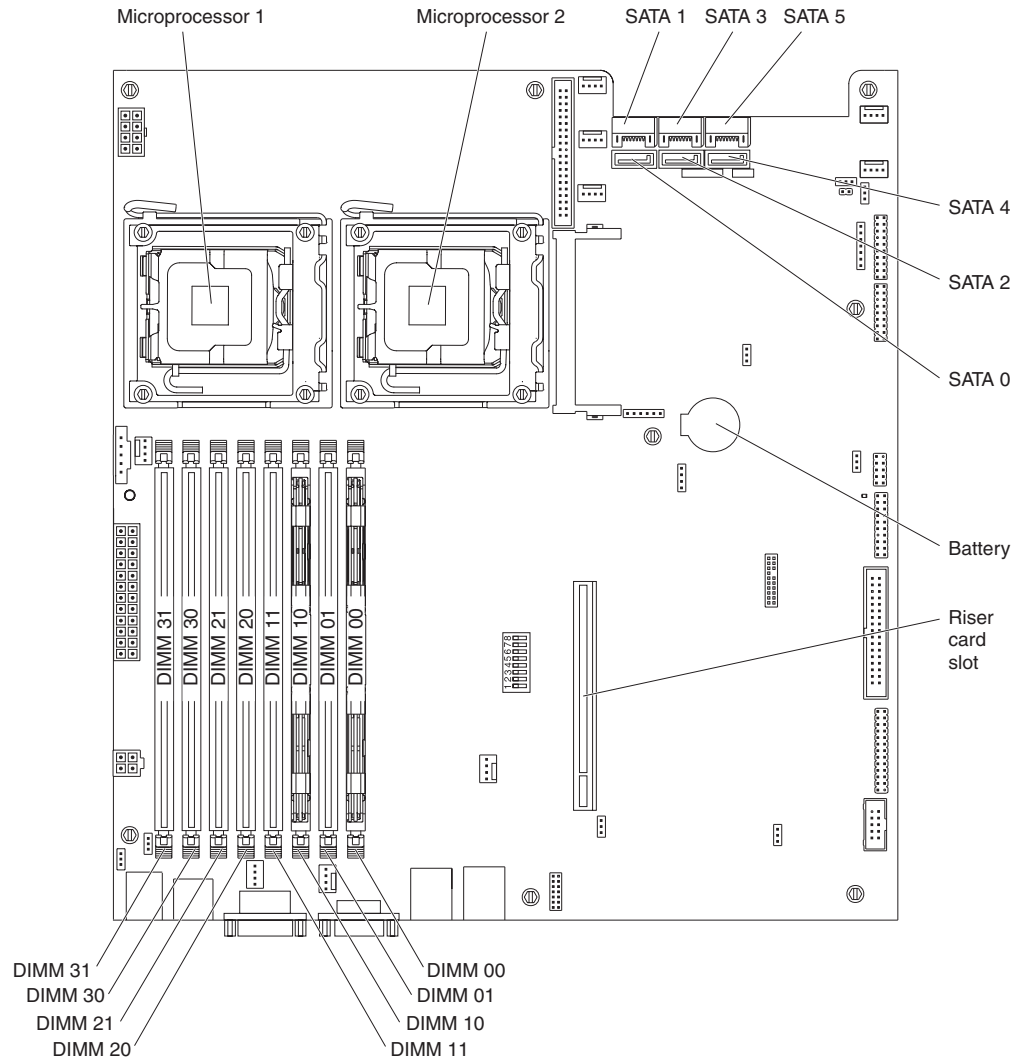 Microprocessor 1
Microprocessor 2
SATA 1
SATA 3
SATA 5
SATA 4
SATA 2
SATA 0
Battery
Riser
card
slot
DIMM 31
DIMM 30
DIMM 21
DIMM 20
DIMM 11
DIMM 10
DIMM 01
DIMM 00
12345678
DIMM 31
DIMM 30
DIMM 21
DIMM 20
DIMM 00
DIMM 01
DIMM 10
DIMM 11